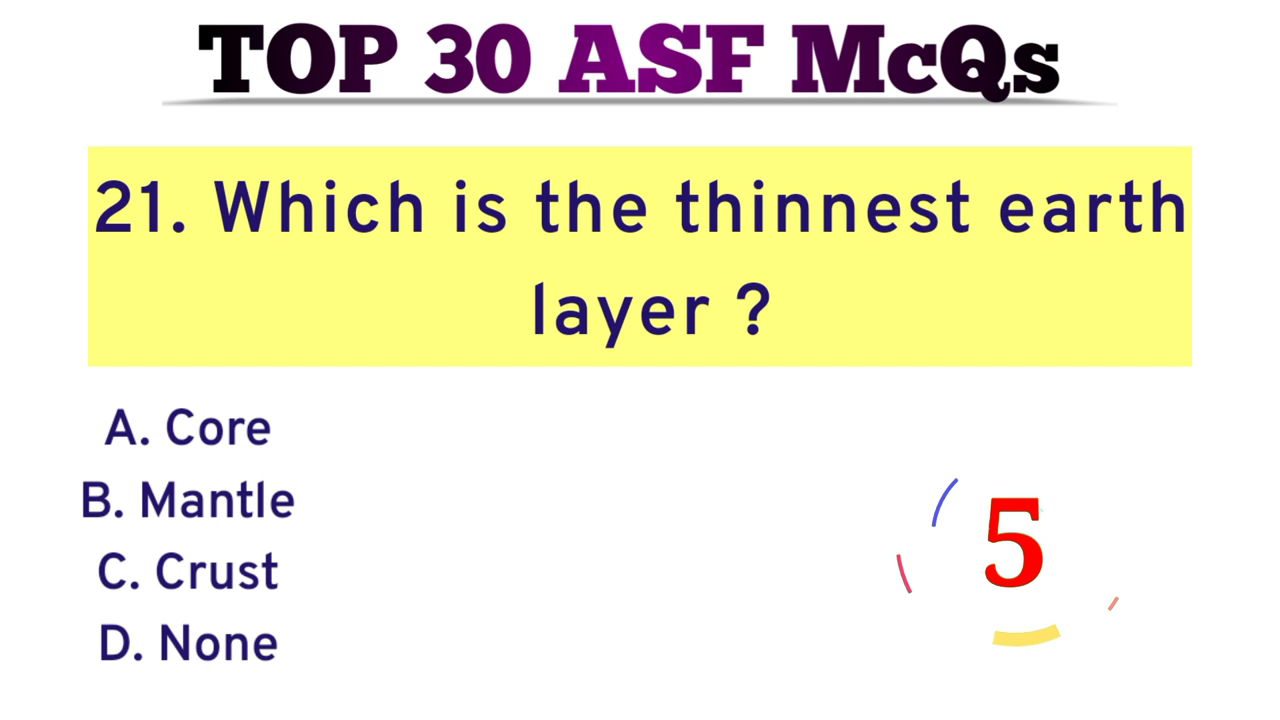 TOP 30 ASF McQs
21. Which is the thinnest earth
layer ?
A. Core
B. Mantle
C. Crust
D. None
5